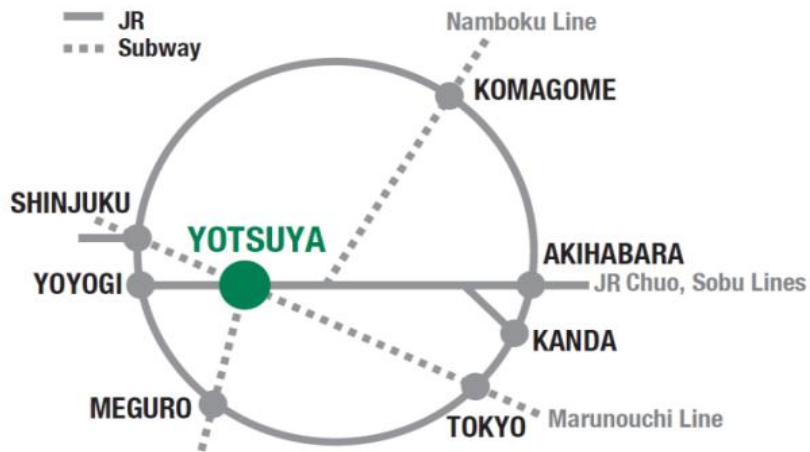 JR
Subway
Namboku Line
KOMAGOME
SHINJUKU
YOTSUYA
AKIHABARA
YOYOGI
JR Chuo, Sobu Lines
KANDA
MEGURO
TOKYO
Marunouchi Line